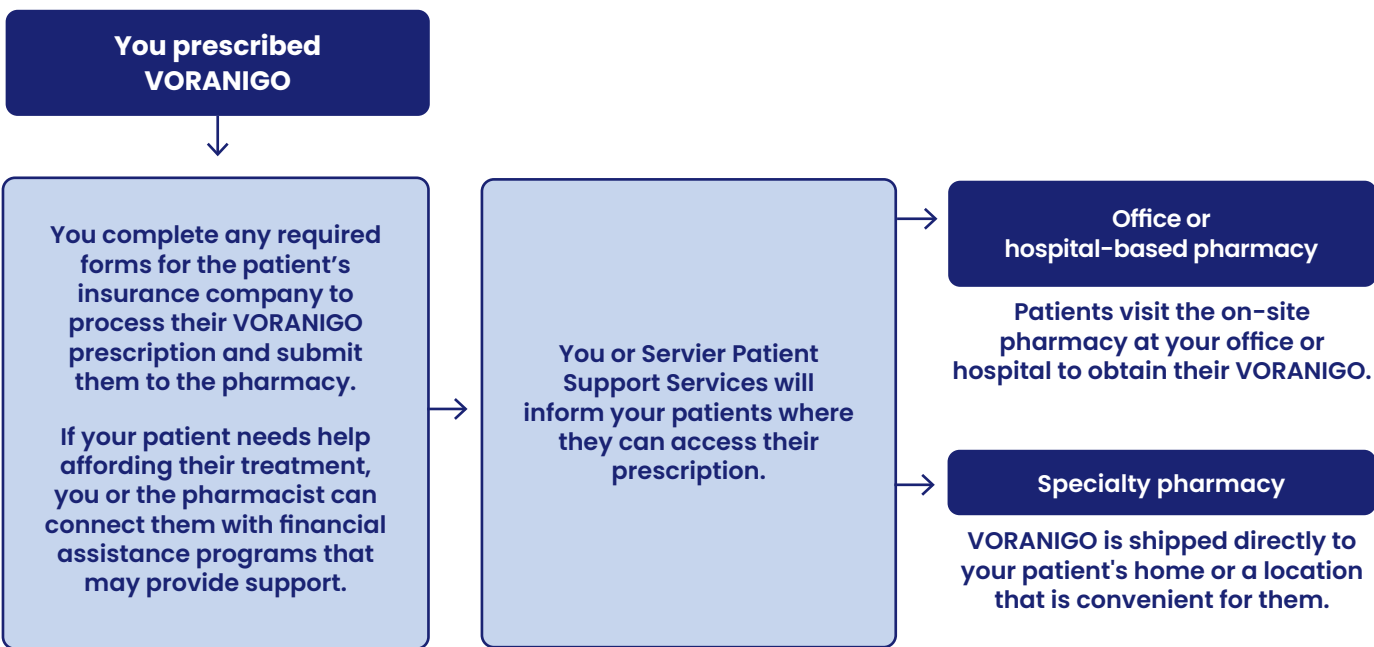 You prescribed
VORANIGO
You complete any required
forms for the patient’s
insurance company to
process their VORANIGO
prescription and submit
them to the pharmacy.
If your patient needs help
affording their treatment,
you or the pharmacist can
connect them with financial
assistance programs that
may provide support.
You or Servier Patient
Support Services will
inform your patients where
they can access their
prescription.
Office or
hospital-based pharmacy
Patients visit the on-site
pharmacy at your office or
hospital to obtain their VORANIGO.
Specialty pharmacy
VORANIGO is shipped directly to
your patient's home or a location
that is convenient for them.